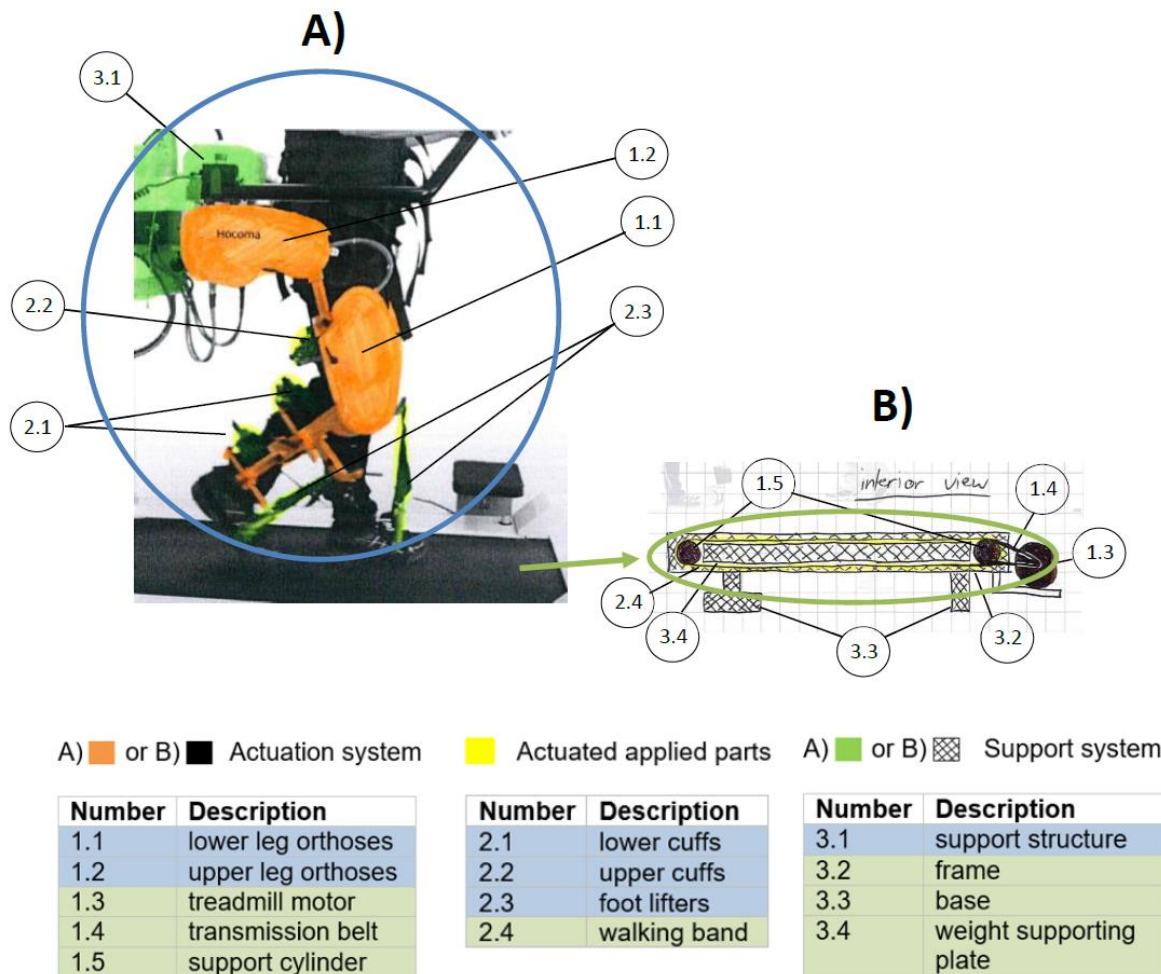 A)
3.1
1.2
Hocoma
1.1
2.2
2.3
2.1
B)
interior view
1.5
1.4
1.3
2.4
3.4
3.3
3.2
A) or B) Actuation system
Number Description
1.1 lower leg orthoses
1.2 upper leg orthoses
1.3 treadmill motor
1.4 transmission belt
1.5 support cylinder
Actuated applied parts
Number Description
2.1 lower cuffs
2.2 upper cuffs
2.3 foot lifters
2.4 walking band
A) or B) Support system
Number Description
3.1 support structure
3.2 frame
3.3 base
3.4 weight supporting
plate